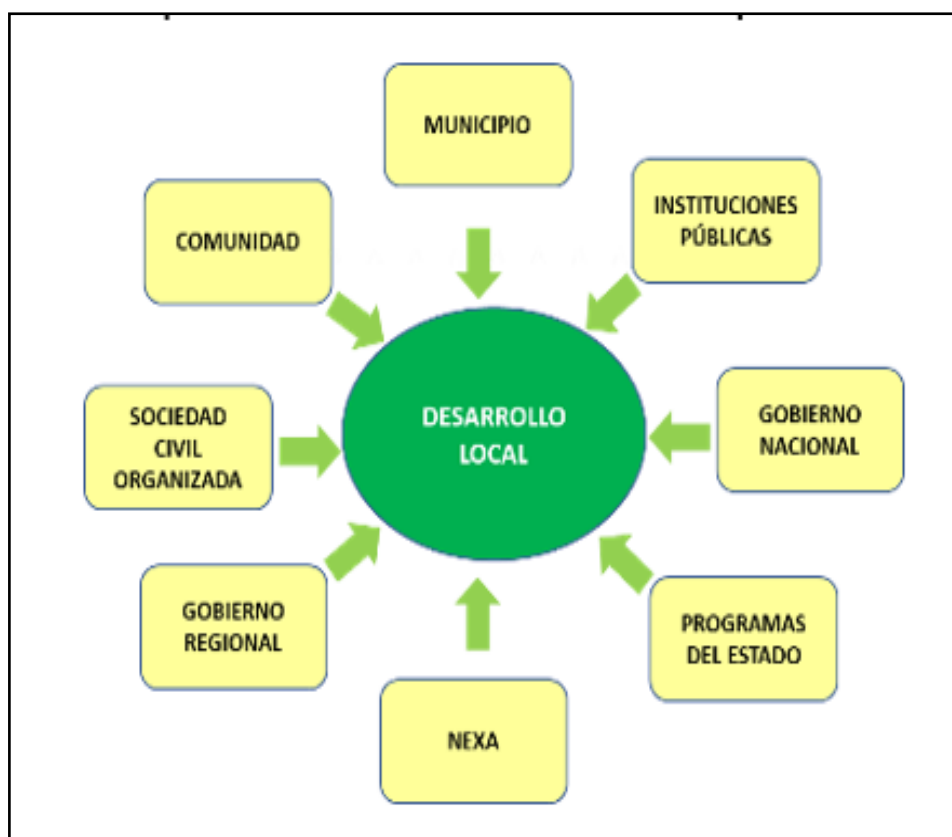 MUNICIPIO
INSTITUCIONES
PÚBLICAS
COMUNIDAD
DESARROLLO
LOCAL
GOBIERNO
NACIONAL
SOCIEDAD
CIVIL
ORGANIZADA
GOBIERNO
REGIONAL
PROGRAMAS
DEL ESTADO
NEXA